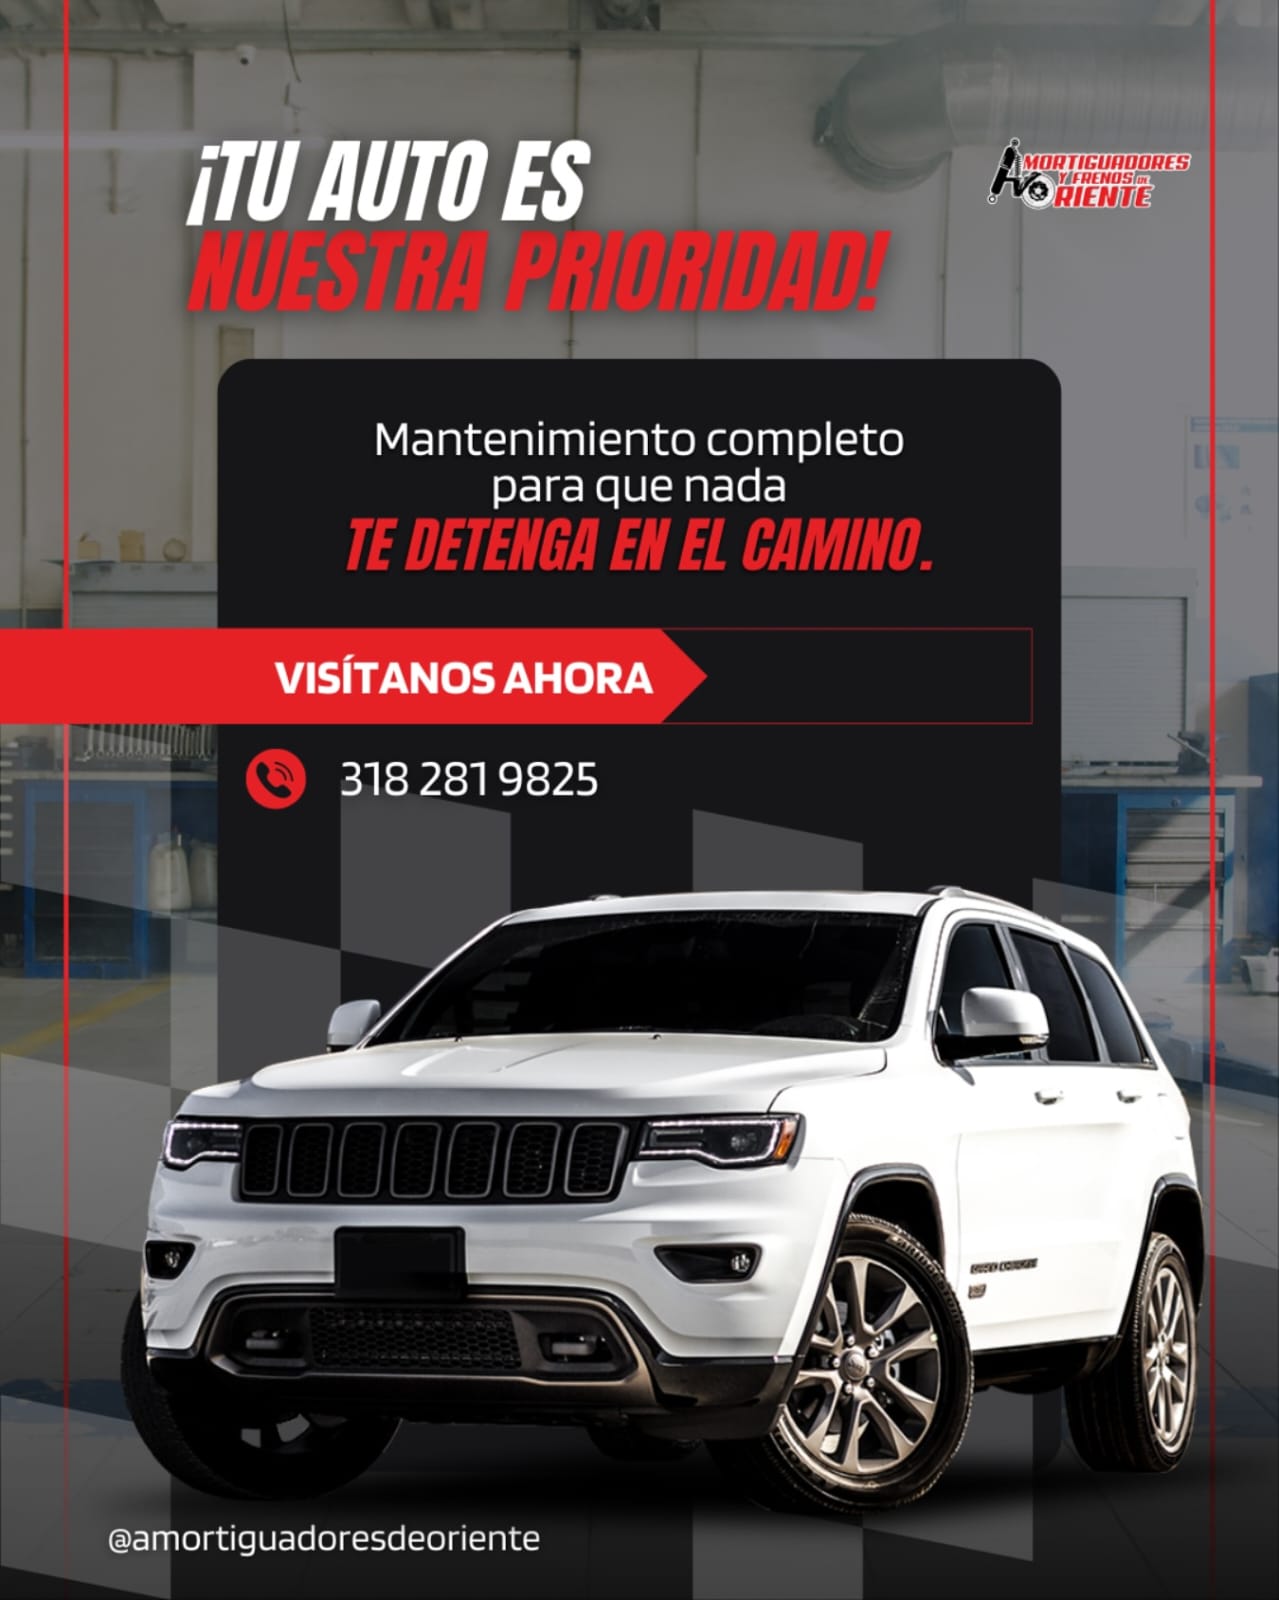 ¡TU AUTO ES
NUESTRA PRIORIDAD!
AMORTIGUADORES
Y FRENOS DE
ORIENTE
Mantenimiento completo
para que nada
TE DETENGA EN EL CAMINO.
VISÍTANOS AHORA
318 281 9825
@amortiguadoresdeoriente